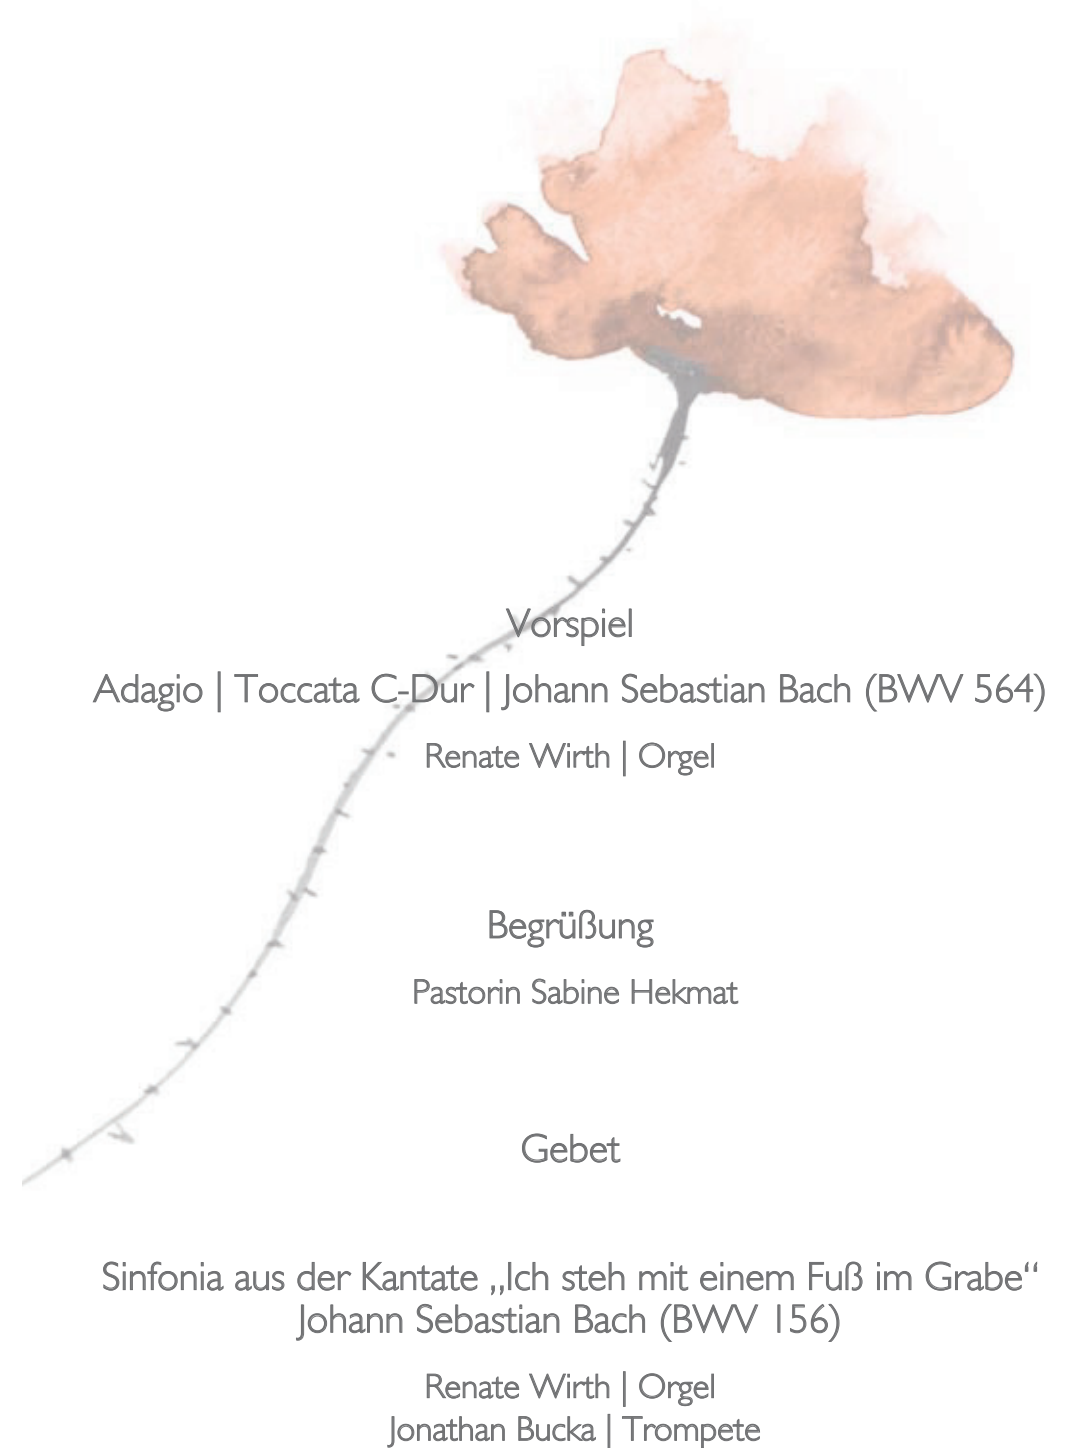 Vorspiel
Adagio | Toccata C-Dur | Johann Sebastian Bach (BWV 564)
Renate Wirth | Orgel
Begrüßung
Pastorin Sabine Hekmat
Gebet
Sinfonia aus der Kantate „Ich steh mit einem Fuß im Grabe“
Johann Sebastian Bach (BWV 156)
Renate Wirth | Orgel
Jonathan Bucka | Trompete